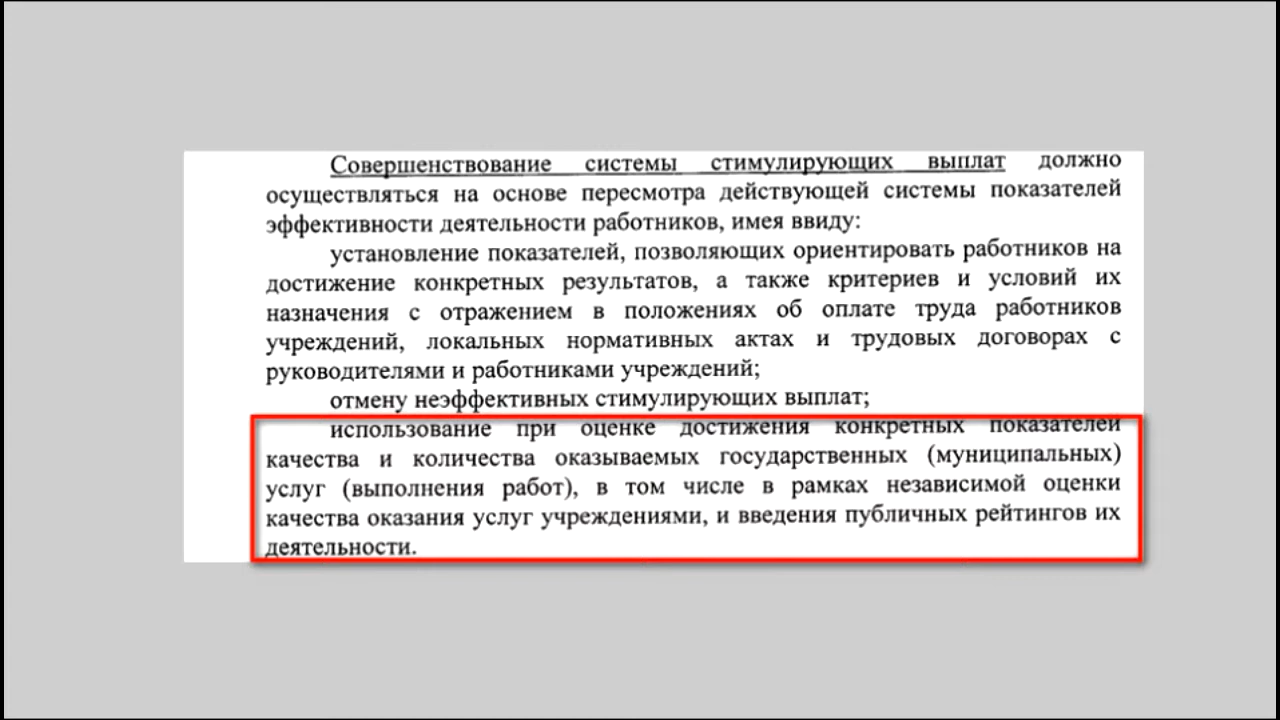 Совершенствование системы стимулирующих выплат должно
осуществляться на основе пересмотра действующей системы показателей
эффективности деятельности работников, имея ввиду:
установление показателей, позволяющих ориентировать работников на
достижение конкретных результатов, а также критериев и условий их
назначения с отражением в положениях об оплате труда работников
учреждений, локальных нормативных актах и трудовых договорах с
руководителями и работниками учреждений;
отмену неэффективных стимулирующих выплат;
использование при оценке достижения конкретных показателей
качества и количества оказываемых государственных (муниципальных)
услуг (выполнения работ), в том числе в рамках независимой оценки
качества оказания услуг учреждениями, и введения публичных рейтингов их
деятельности.